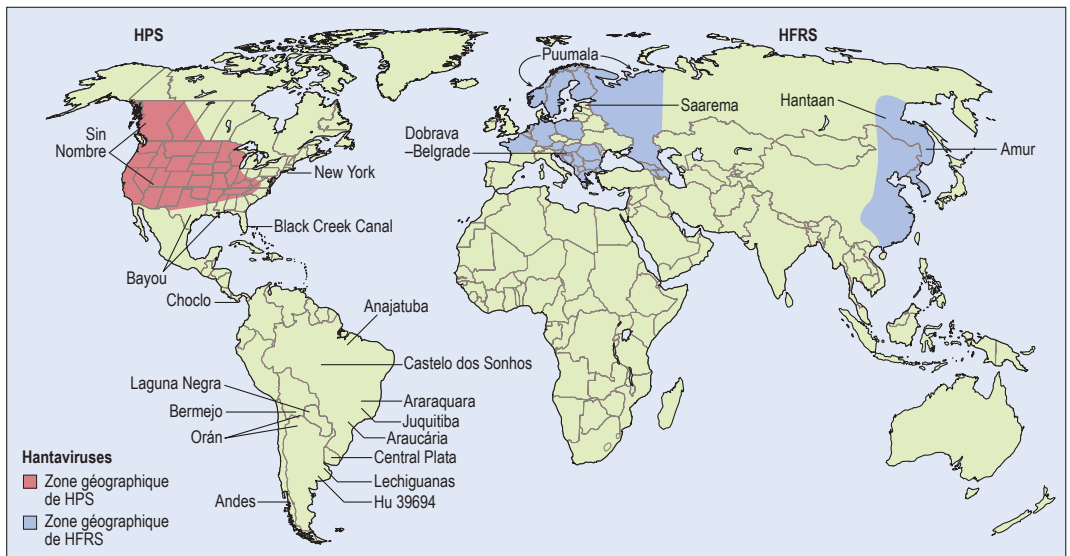 HPS
HFRS
Puumala
Saarema
Hantaan
Amur
Dobrava
–Belgrade
Sin
Nombre
New York
Black Creek Canal
Bayou
Choclo
Anajatuba
Castelo dos Sonhos
Laguna Negra
Bermejo
Orán
Araraquara
Juquitiba
Araucária
Central Plata
Lechiguanas
Hu 39694
Andes
Hantaviruses
Zone géographique
de HPS
Zone géographique
de HFRS